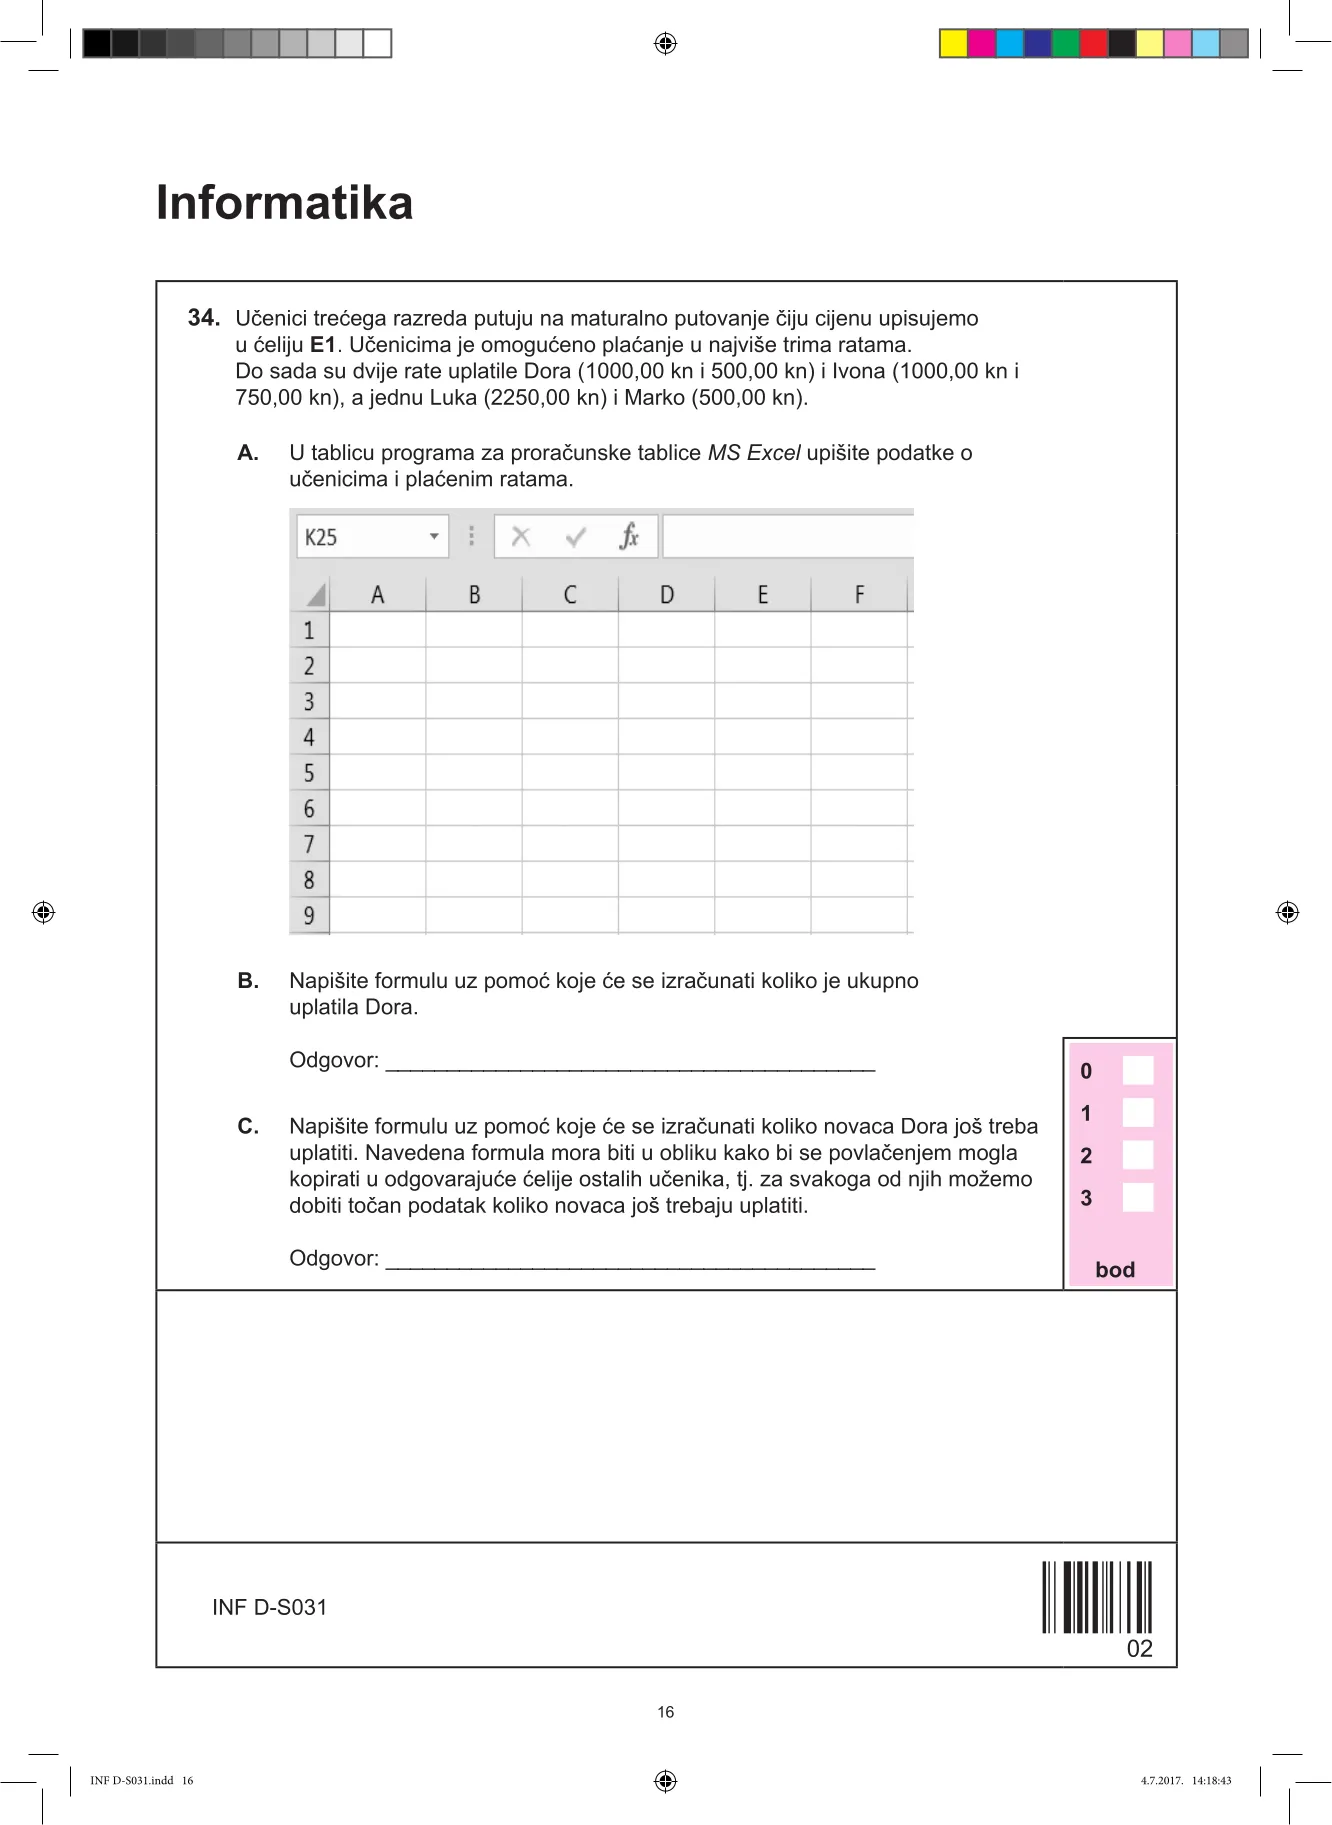 Informatika
34. Učenici trećega razreda putuju na maturalno putovanje čiju cijenu upisujemo
u ćeliju E1. Učenicima je omogućeno plaćanje u najviše trima ratama.
Do sada su dvije rate uplatile Dora (1000,00 kn i 500,00 kn) i Ivona (1000,00 kn i
750,00 kn), a jednu Luka (2250,00 kn) i Marko (500,00 kn).
A. U tablicu programa za proračunske tablice MS Excel upišite podatke o
učenicima i plaćenim ratama.
K25 fx
A B C D E F
1
2
3
4
5
6
7
8
9
B. Napišite formulu uz pomoć koje će se izračunati koliko je ukupno
uplatila Dora.
Odgovor: ________________________________________
C. Napišite formulu uz pomoć koje će se izračunati koliko novaca Dora još treba
uplatiti. Navedena formula mora biti u obliku kako bi se povlačenjem mogla
kopirati u odgovarajuće ćelije ostalih učenika, tj. za svakoga od njih možemo
dobiti točan podatak koliko novaca još trebaju uplatiti.
Odgovor: ________________________________________
0
1
2
3
bod
INF D-S031
02
16
INF D-S031.indd 16
4.7.2017. 14:18:43